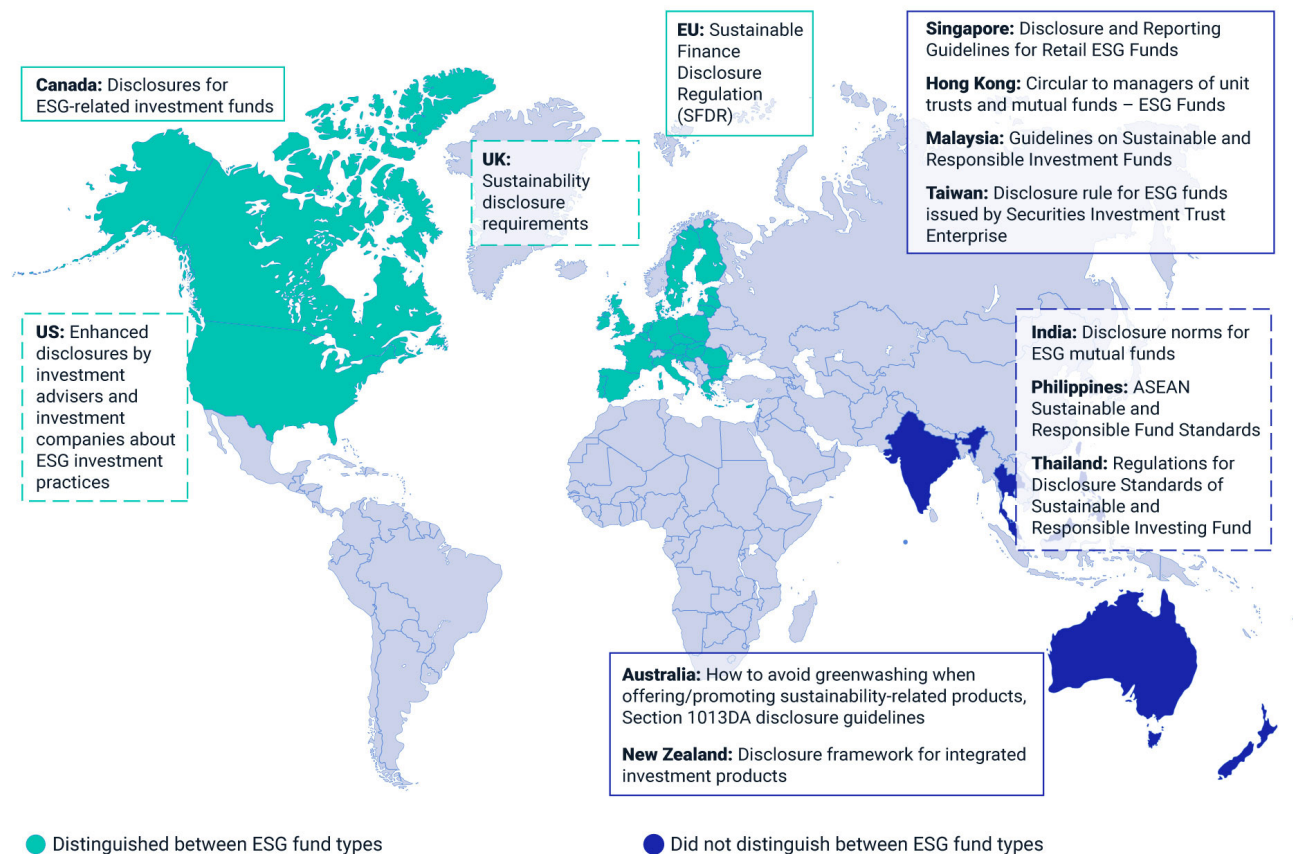 Canada: Disclosures for
ESG-related investment funds
EU: Sustainable
Finance
Disclosure
Regulation
(SFDR)
Singapore: Disclosure and Reporting
Guidelines for Retail ESG Funds
Hong Kong: Circular to managers of unit
trusts and mutual funds – ESG Funds
Malaysia: Guidelines on Sustainable and
Responsible Investment Funds
Taiwan: Disclosure rule for ESG funds
issued by Securities Investment Trust
Enterprise
UK:
Sustainability
disclosure
requirements
US: Enhanced
disclosures by
investment
advisers and
investment
companies about
ESG investment
practices
India: Disclosure norms for
ESG mutual funds
Philippines: ASEAN
Sustainable and
Responsible Fund Standards
Thailand: Regulations for
Disclosure Standards of
Sustainable and
Responsible Investing Fund
Australia: How to avoid greenwashing when
offering/promoting sustainability-related products,
Section 1013DA disclosure guidelines
New Zealand: Disclosure framework for integrated
investment products
Distinguished between ESG fund types
Did not distinguish between ESG fund types